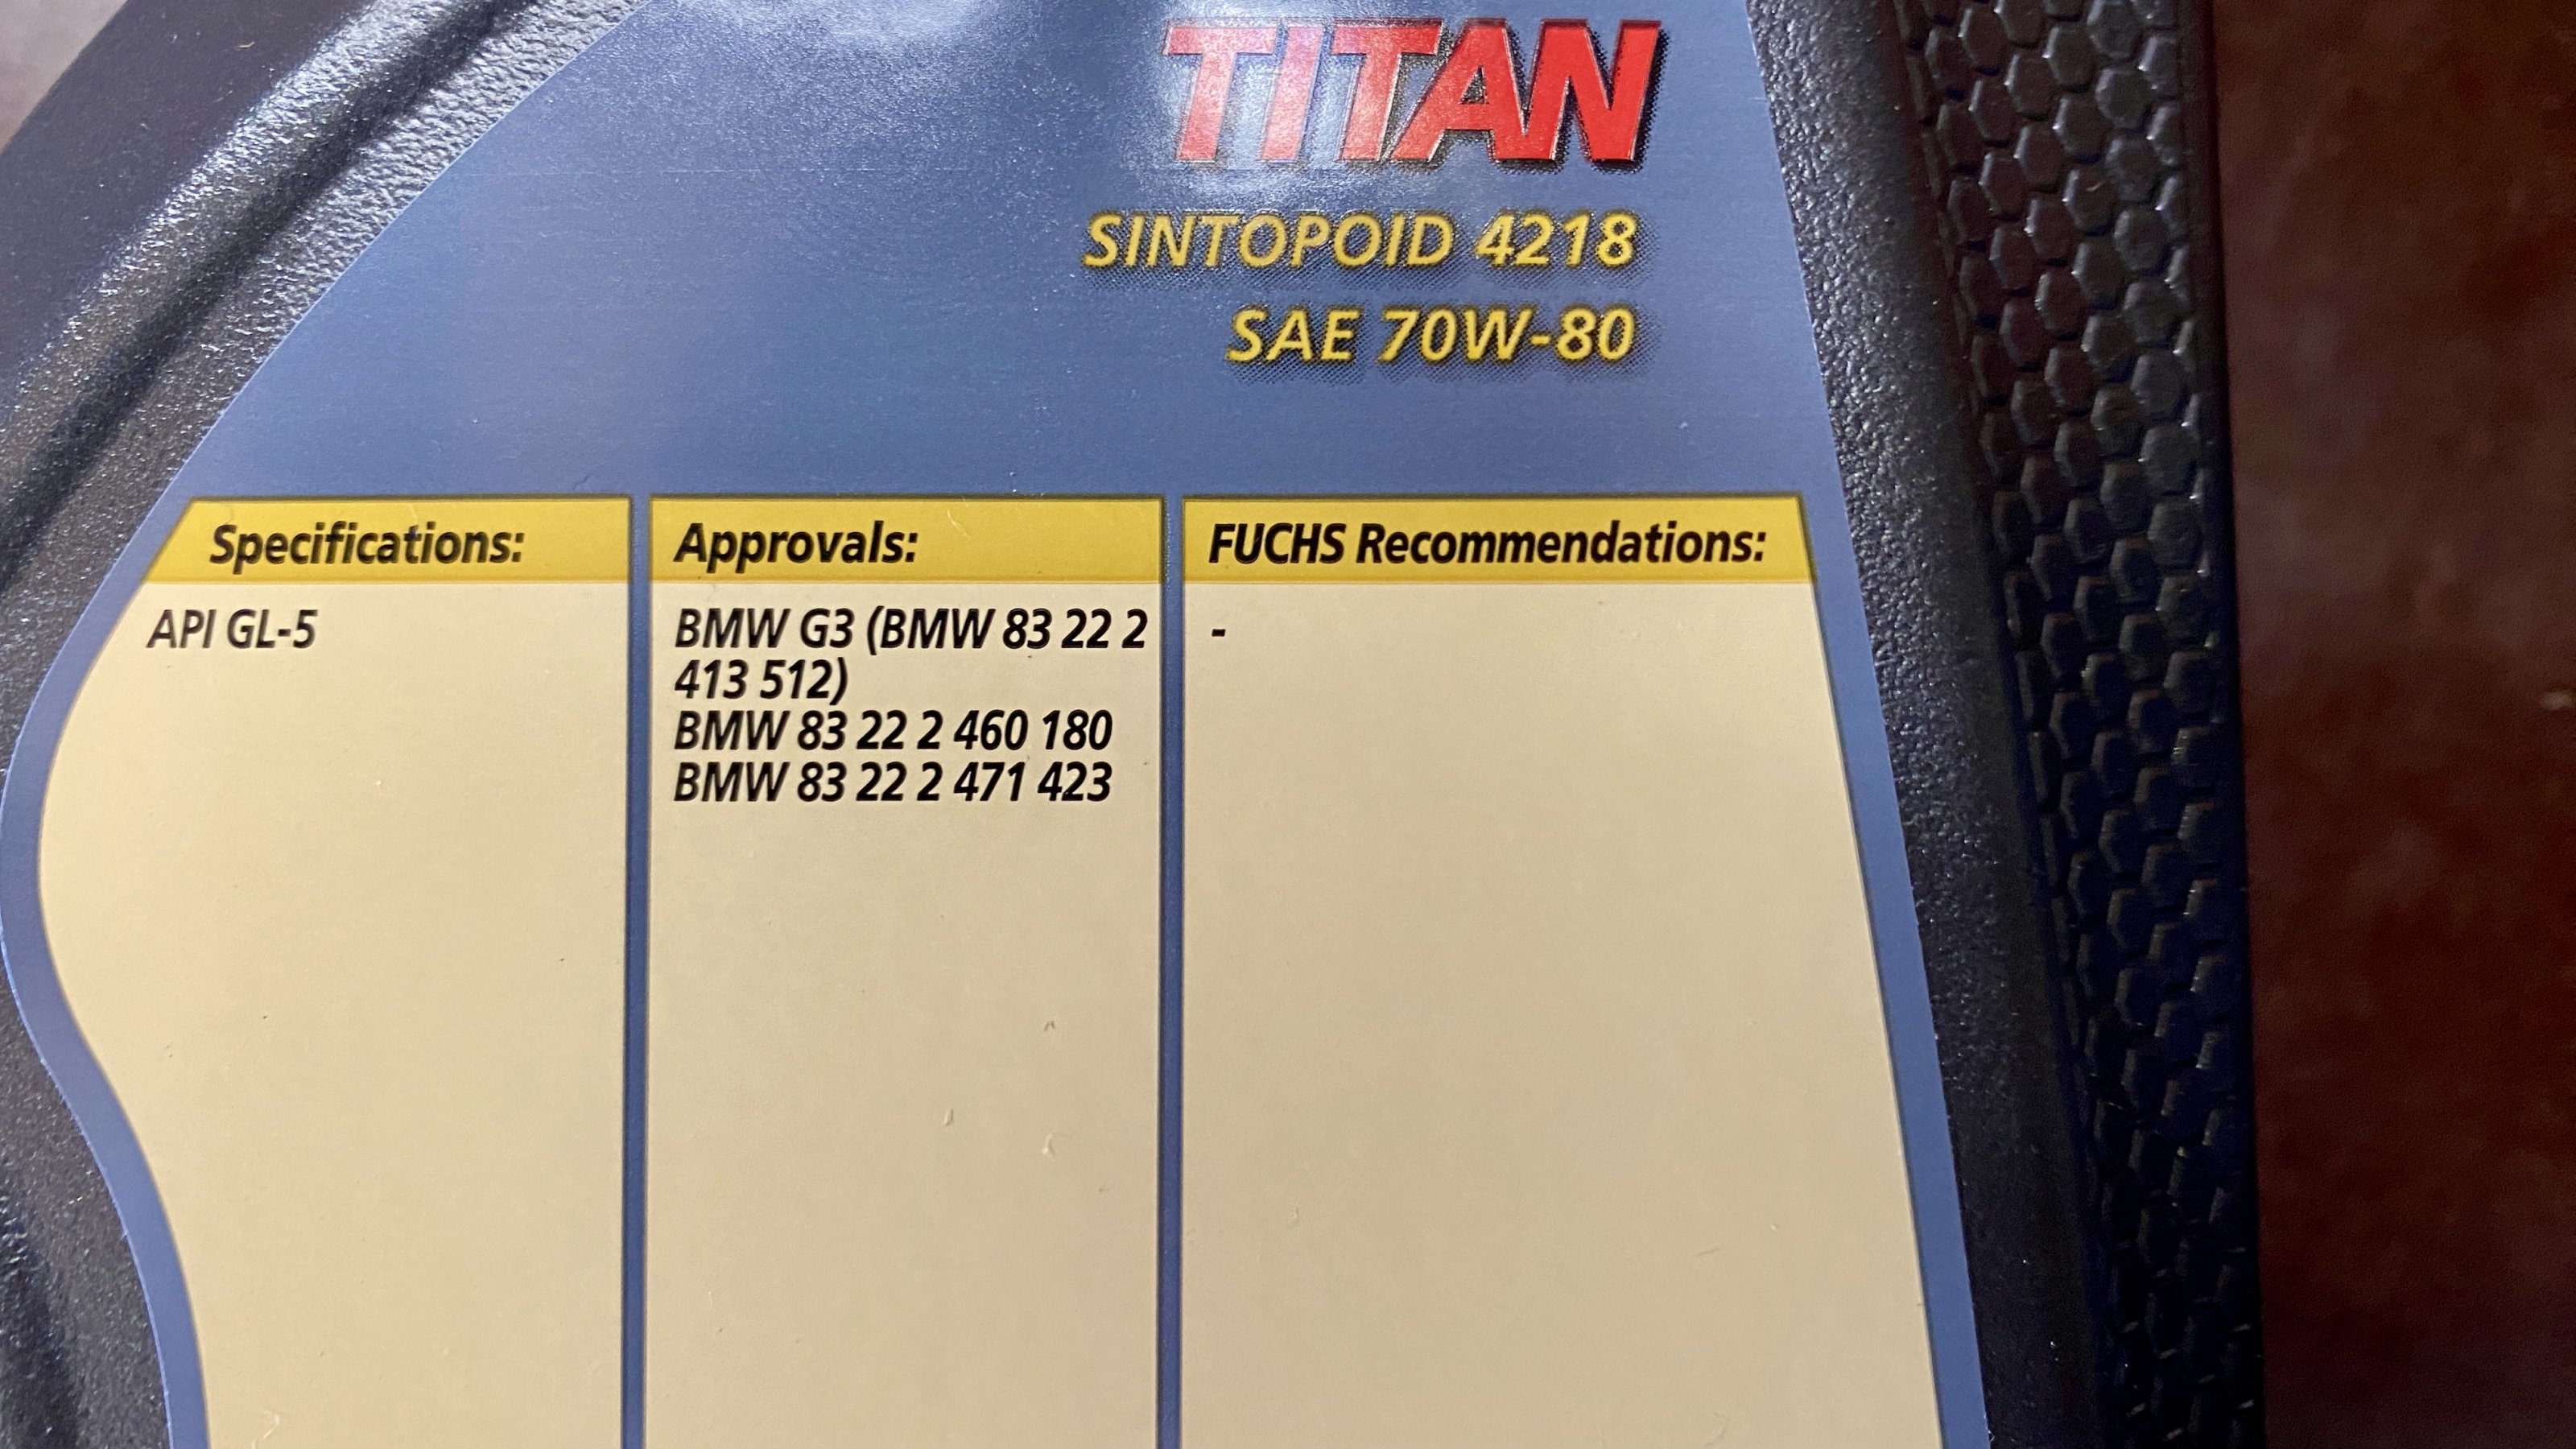 TITAN
SINTOPOID 4218
SAE 70W-80
Specifications:
API GL-5
Approvals:
BMW G3 (BMW 83 22 2
413 512)
BMW 83 22 2 460 180
BMW 83 22 2 471 423
FUCHS Recommendations:
-